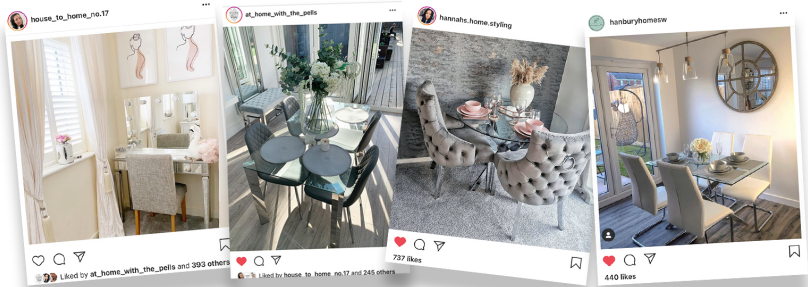 house_to_home_no.17
Liked by at_home_with_the_pells and 393 others
at_home_with_the_pells
Liked by house_to_home_no.17 and 245 others
hannahs.home.styling
737 likes
hanburyhomesw
440 likes